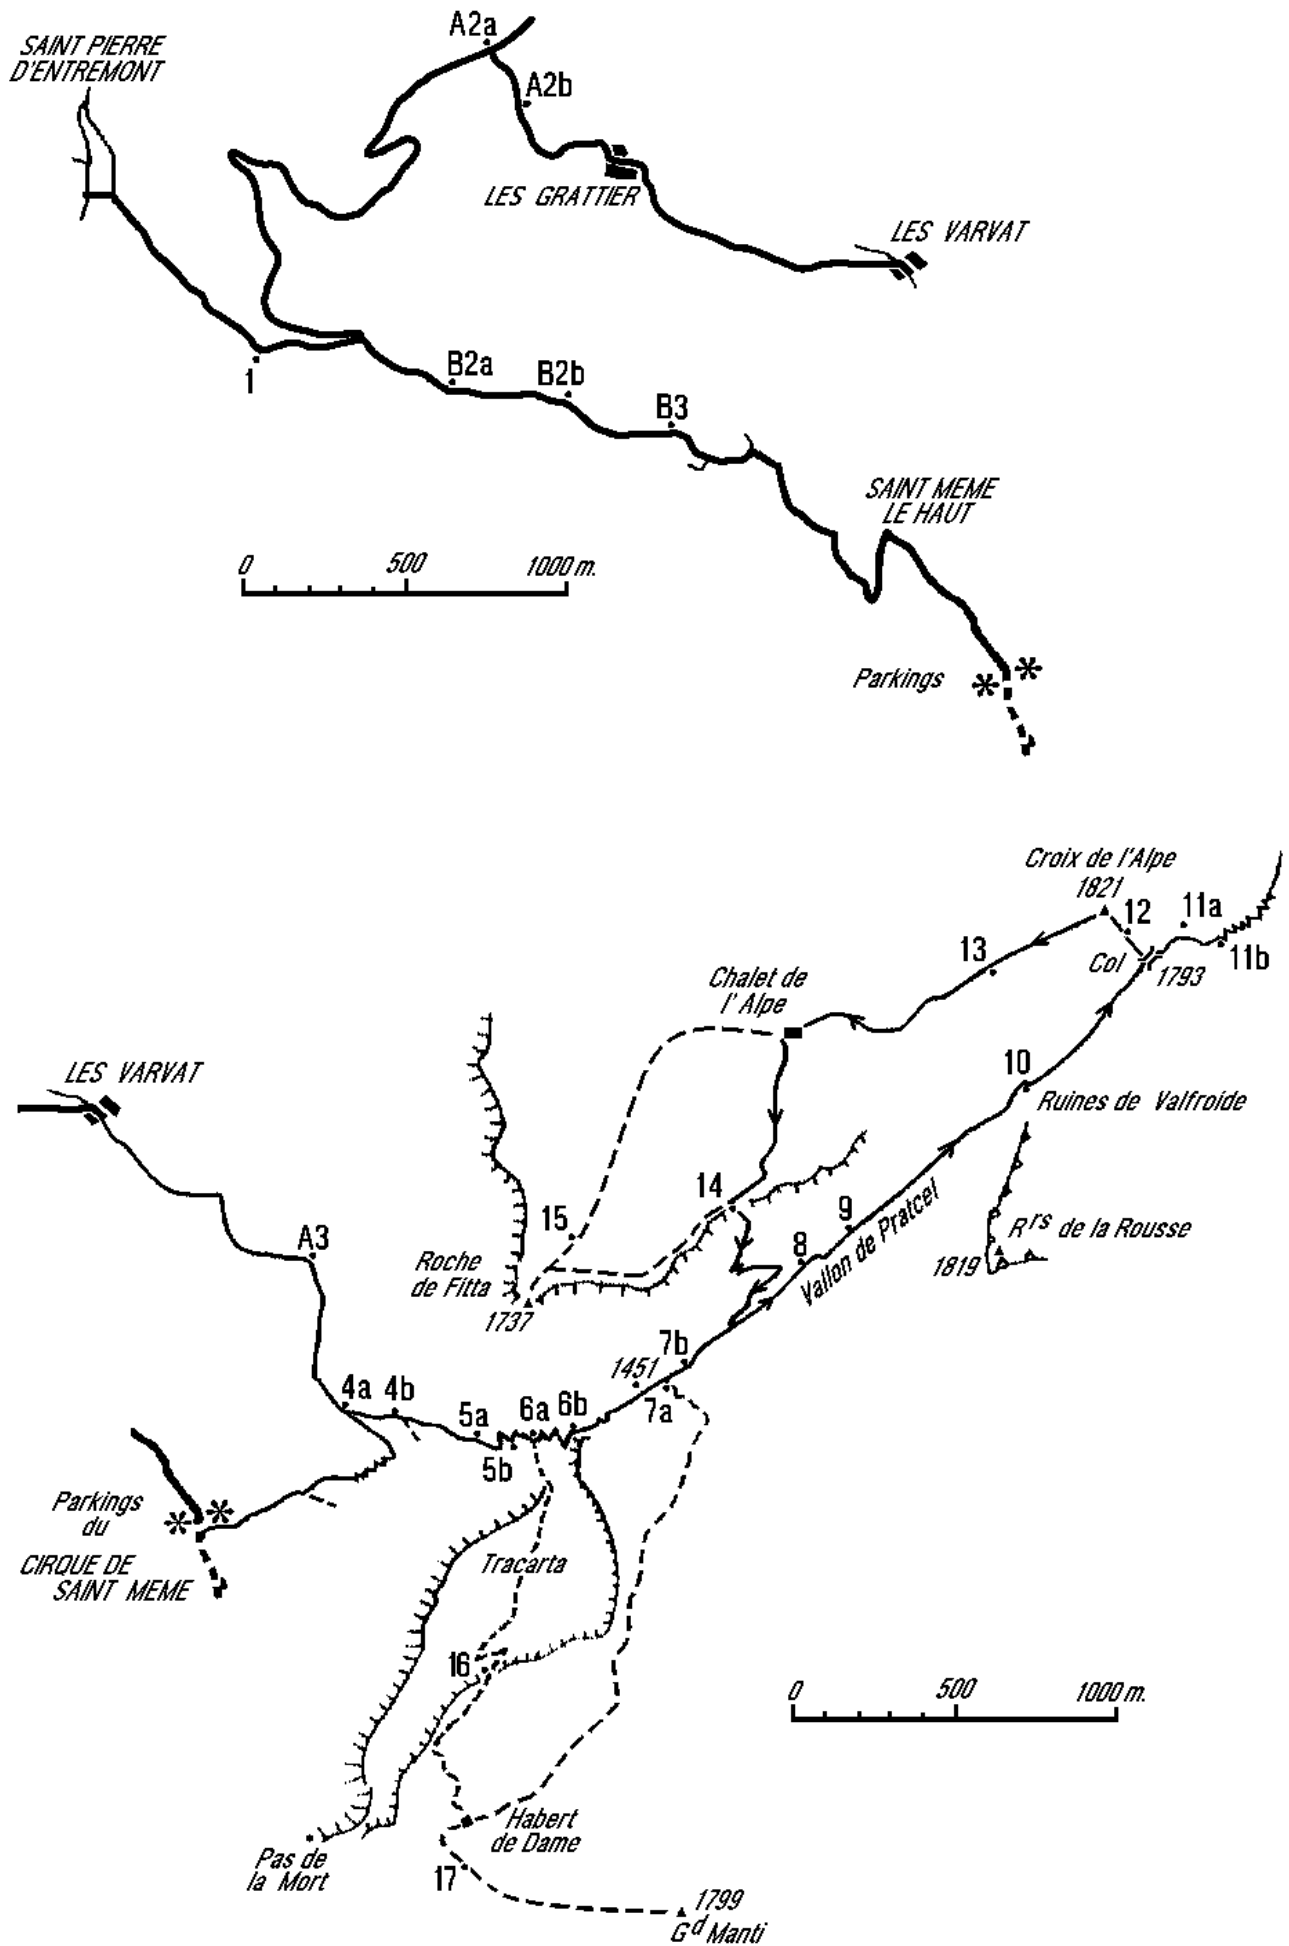 SAINT PIERRE
D'ENTREMONT
A2a
A2b
LES GRATTIER
LES VARVAT
1
B2a
B2b
B3
SAINT MEME
LE HAUT
0
500
1000 m.
Parkings
Croix de l'Alpe
1821
12
11a
13
Col
1793
11b
Chalet de
l'Alpe
LES VARVAT
10
Ruines de Valfroide
14
15
9
A3
Roche
de Fitta
8
Vallon de Pratcel
Rrs de la Rousse
1819
1737
7b
1451
4a
4b
7a
5a
6a
6b
5b
Parkings
du
CIRQUE DE
SAINT MEME
Tracarta
16
0
500
1000 m.
Habert
de Dame
Pas de
la Mort
17
1799
Gd Manti